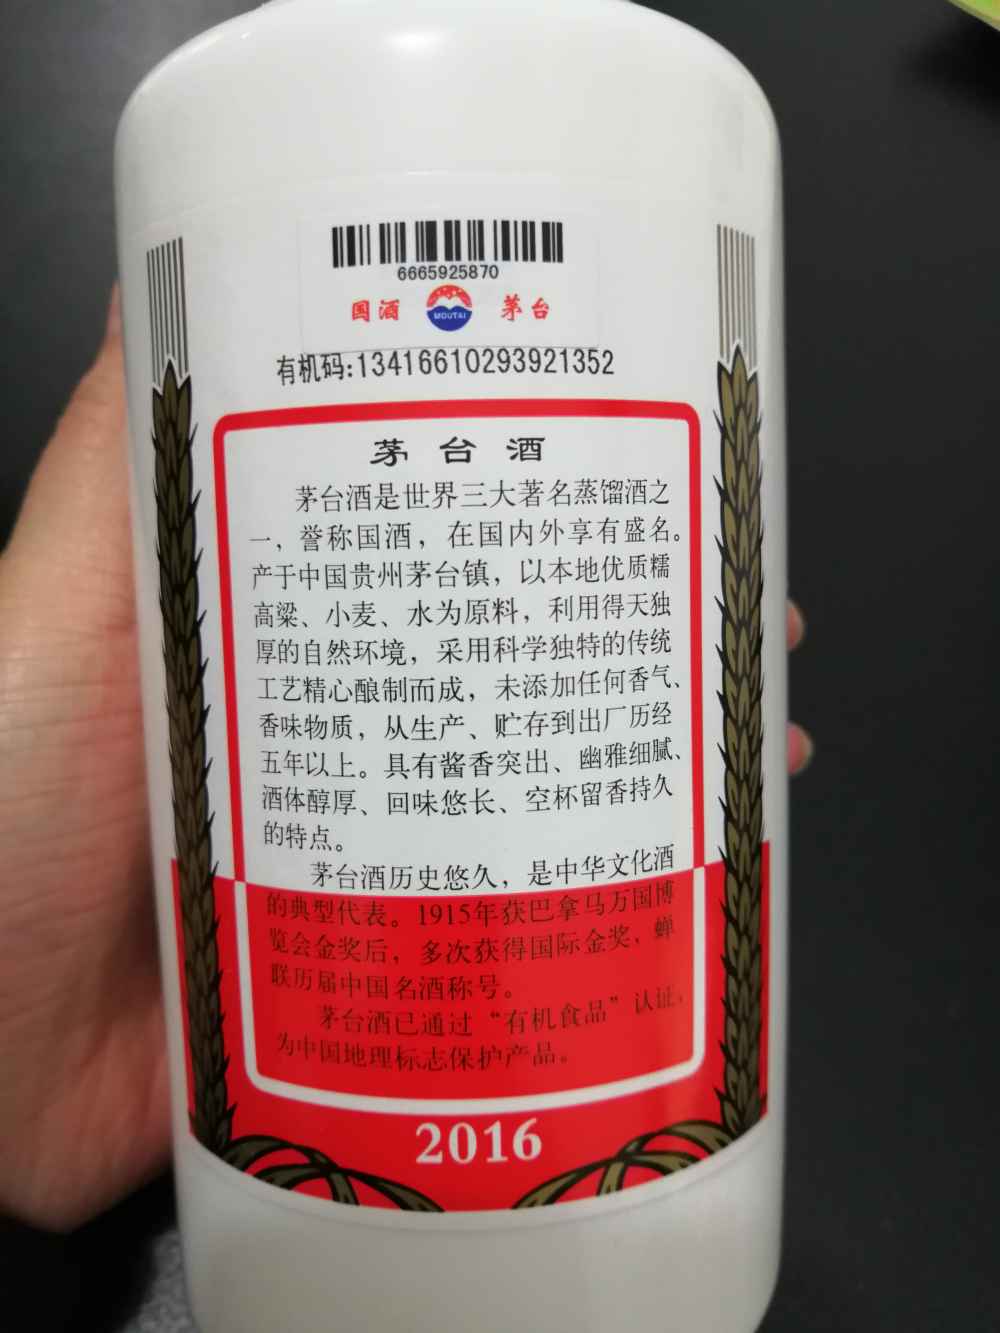 6665925870
国酒 MOUTAI 茅台
有机码:13416610293921352
茅台酒
茅台酒是世界三大著名蒸馏酒之
一，誉称国酒，在国内外享有盛名。
产于中国贵州茅台镇，以本地优质糯
高粱、小麦、水为原料，利用得天独
厚的自然环境，采用科学独特的传统
工艺精心酿制而成，未添加任何香气、
香味物质，从生产、贮存到出厂历经
五年以上。具有酱香突出、幽雅细腻、
酒体醇厚、回味悠长、空杯留香持久
的特点。
茅台酒历史悠久，是中华文化酒
的典型代表。1915年获巴拿马万国博
览会金奖后，多次获得国际金奖，蝉
联历届中国名酒称号。
茅台酒已通过“有机食品”认证，
为中国地理标志保护产品。
2016